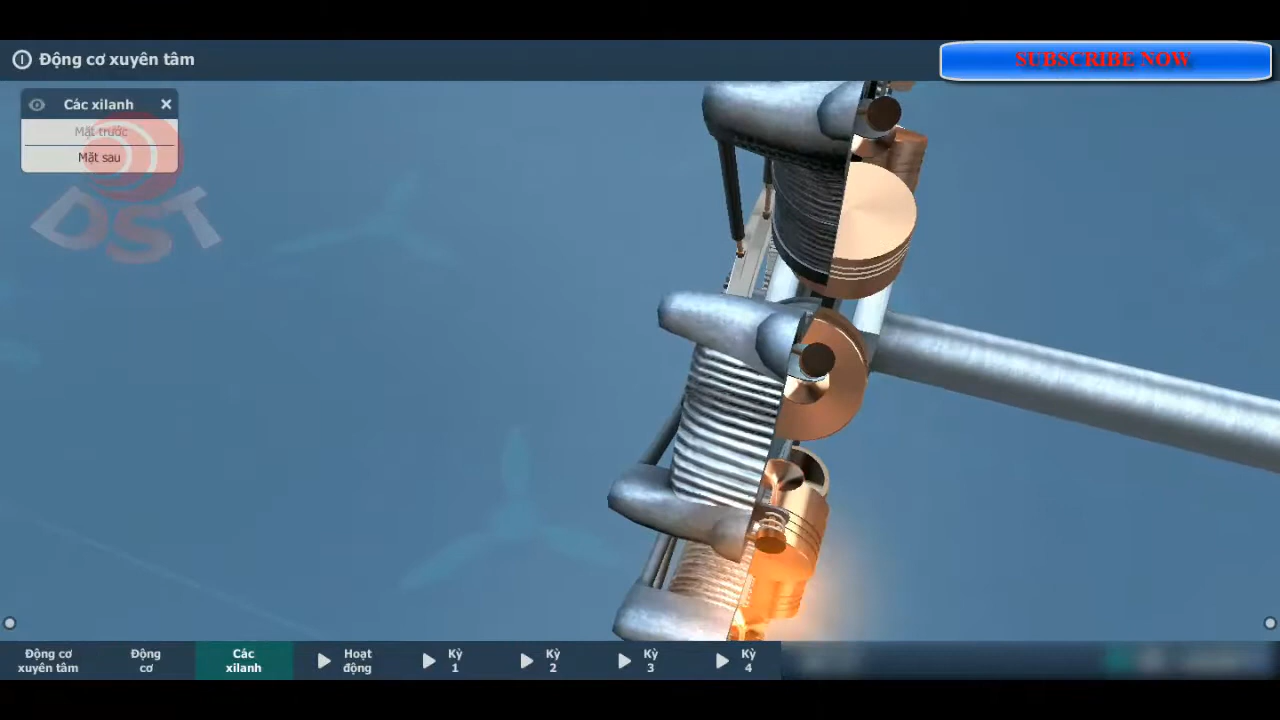 Động cơ xuyên tâm
SUBSCRIBE NOW
Các xilanh
Mặt trước
Mặt sau
DST
Động cơ
xuyên tâm
Động
cơ
Các
xilanh
Hoạt
động
Kỳ
1
Kỳ
2
Kỳ
3
Kỳ
4